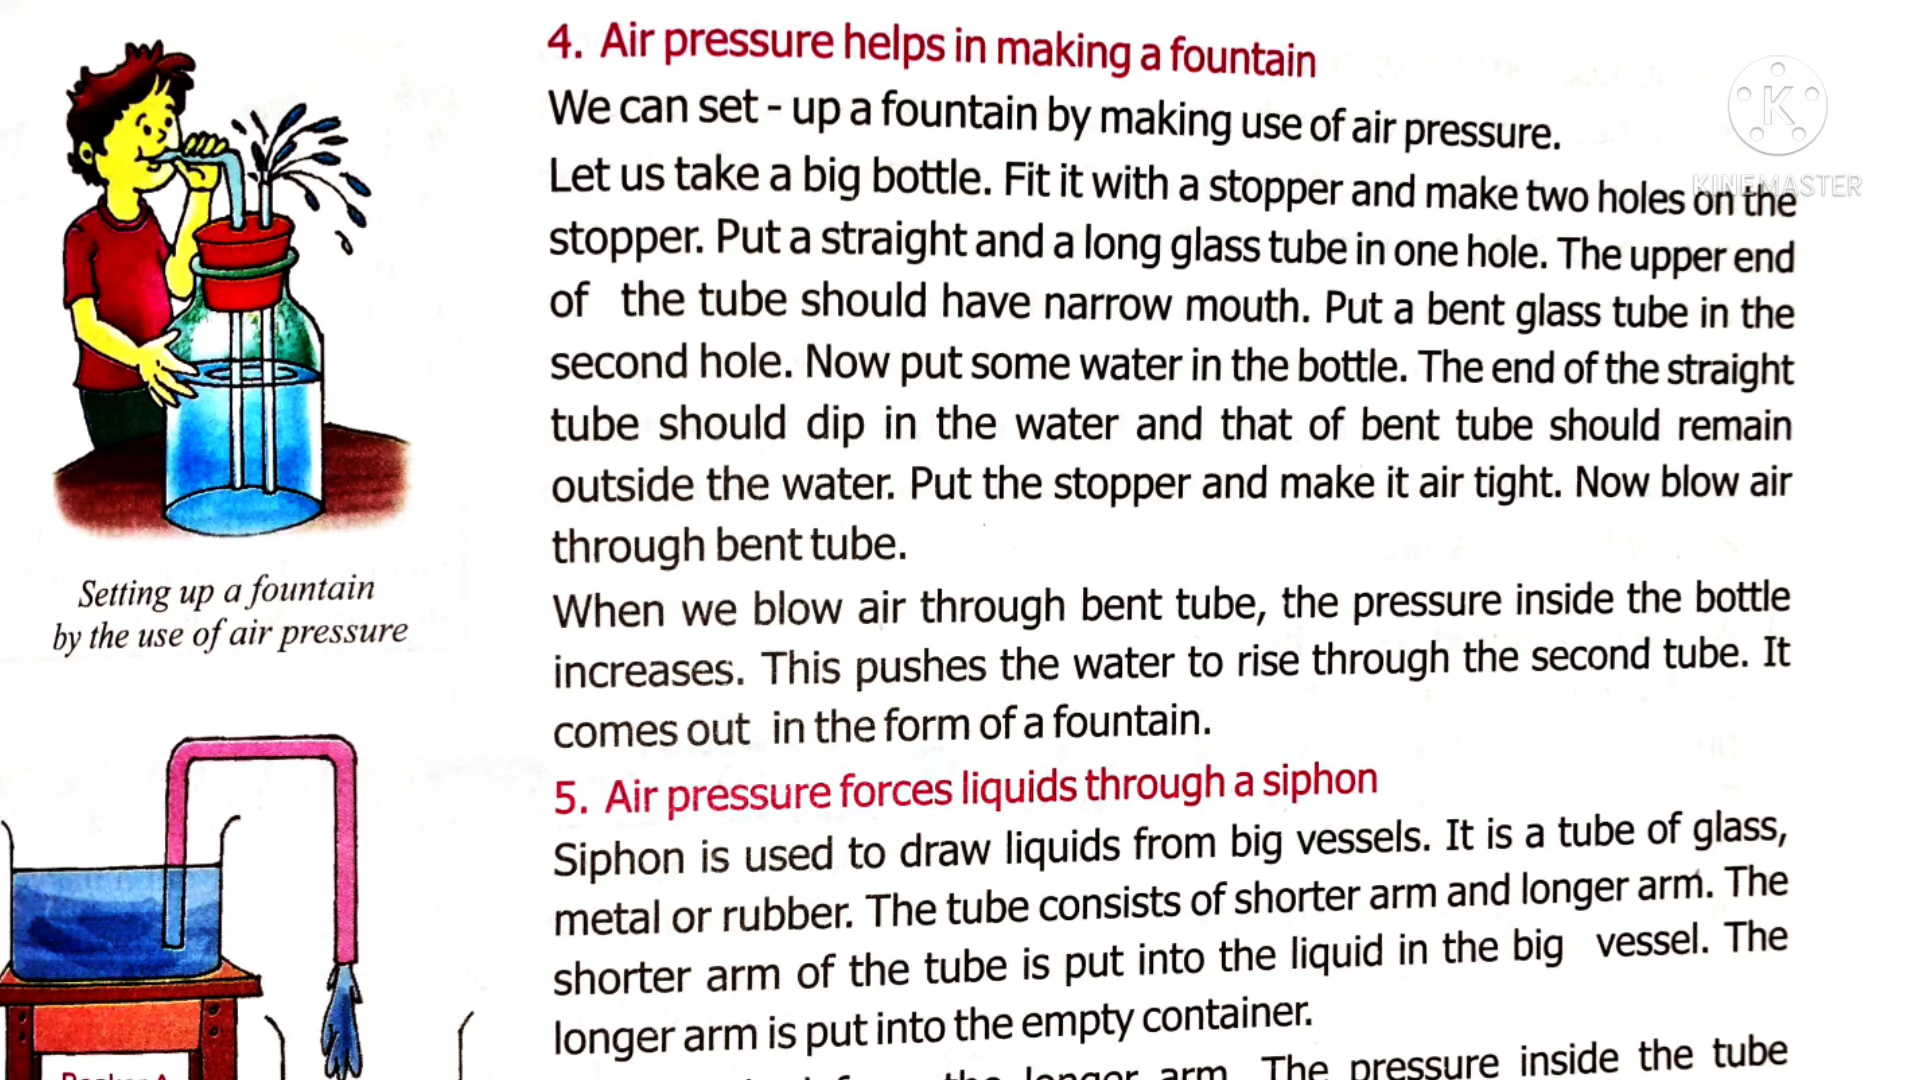 4. Air pressure helps in making a fountain
We can set - up a fountain by making use of air pressure.
Let us take a big bottle. Fit it with a stopper and make two holes on the
stopper. Put a straight and a long glass tube in one hole. The upper end
of the tube should have narrow mouth. Put a bent glass tube in the
second hole. Now put some water in the bottle. The end of the straight
tube should dip in the water and that of bent tube should remain
outside the water. Put the stopper and make it air tight. Now blow air
through bent tube.
When we blow air through bent tube, the pressure inside the bottle
increases. This pushes the water to rise through the second tube. It
comes out in the form of a fountain.
5. Air pressure forces liquids through a siphon
Siphon is used to draw liquids from big vessels. It is a tube of glass,
metal or rubber. The tube consists of shorter arm and longer arm. The
shorter arm of the tube is put into the liquid in the big vessel. The
longer arm is put into the empty container.
the longer arm. The pressure inside the tube
Setting up a fountain
by the use of air pressure
K
KINEMASTER